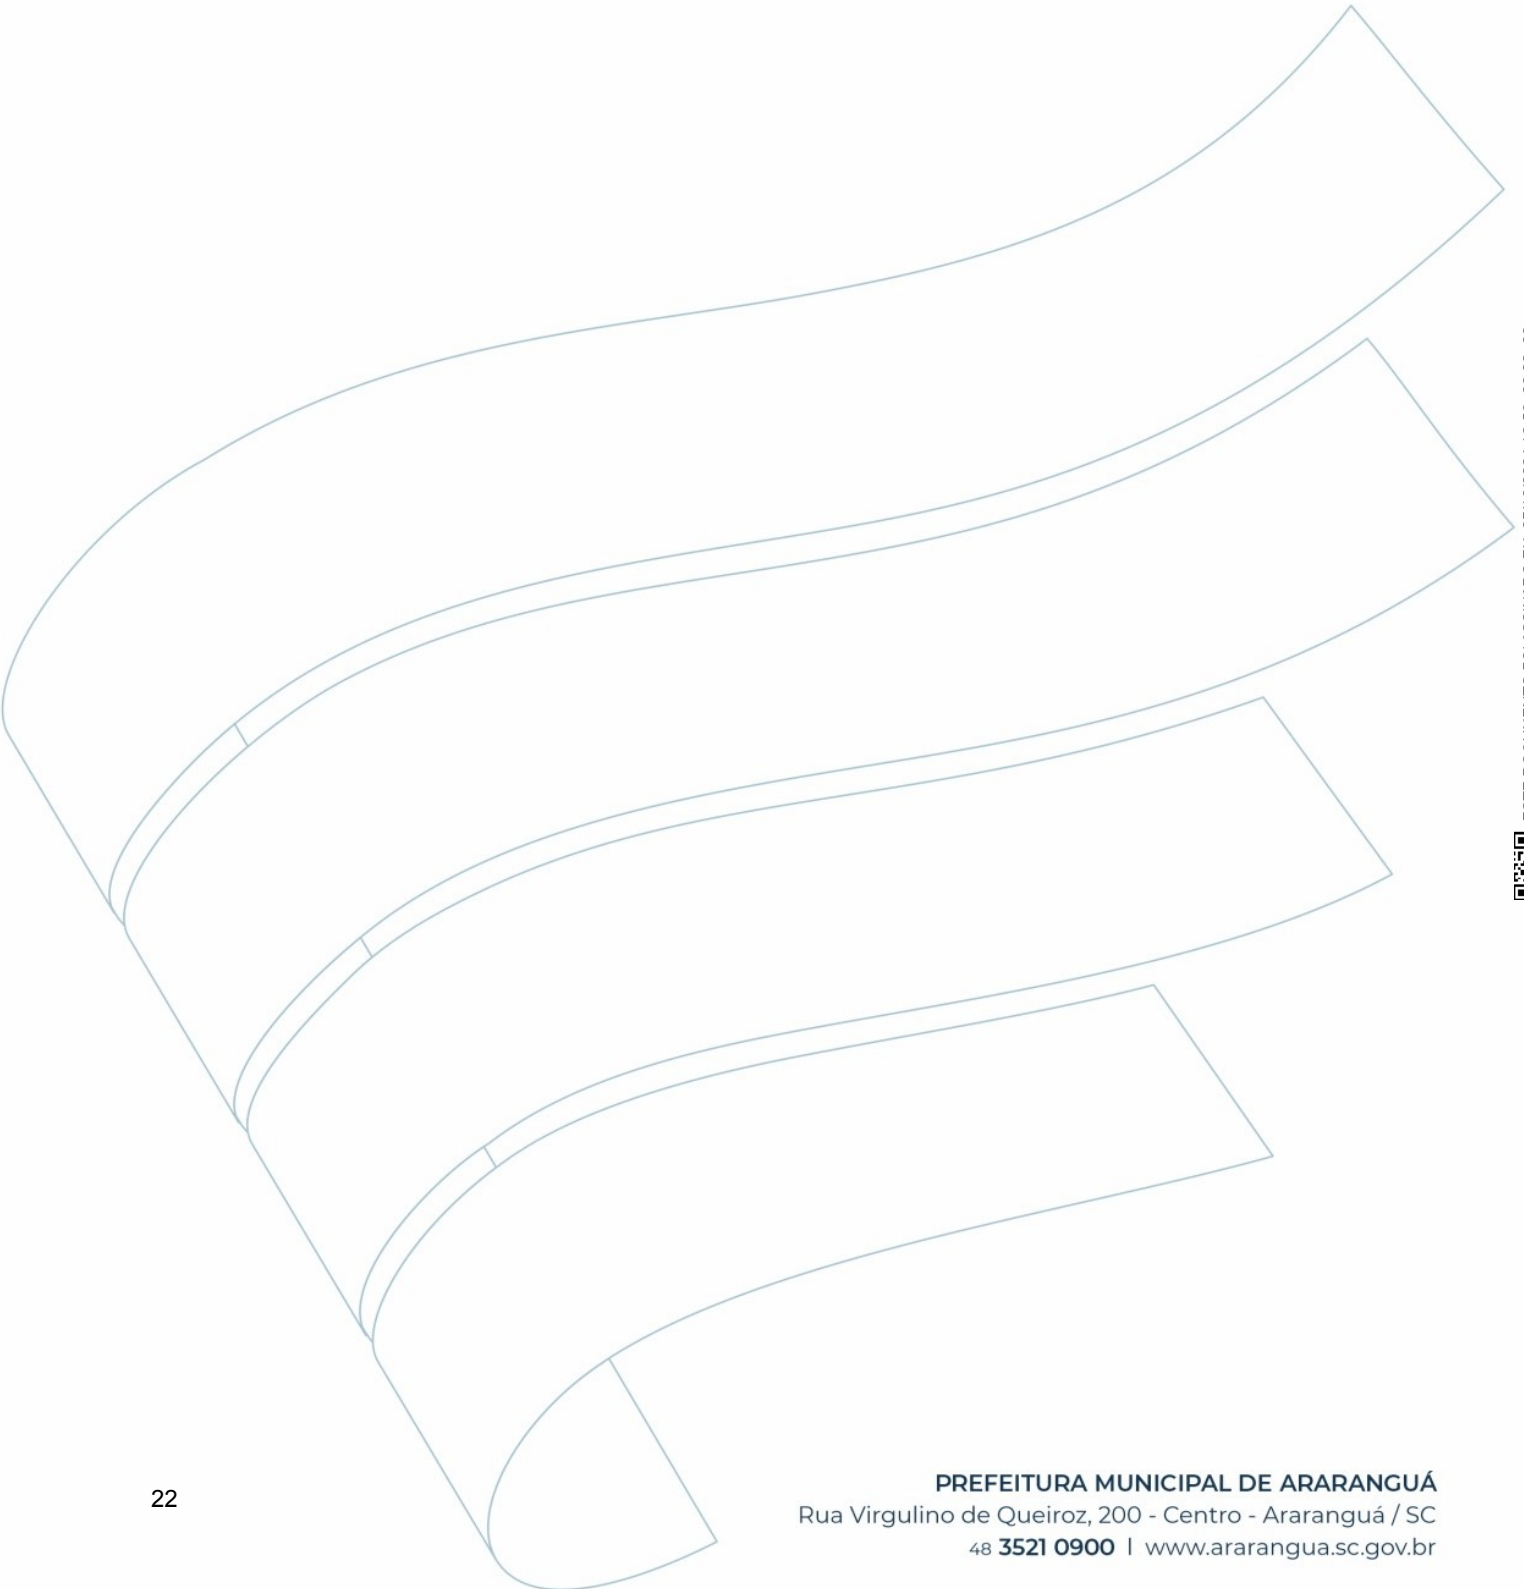 22
PREFEITURA MUNICIPAL DE ARARANGUÁ
Rua Virgulino de Queiroz, 200 - Centro - Araranguá / SC
48 3521 0900 | www.ararangua.sc.gov.br